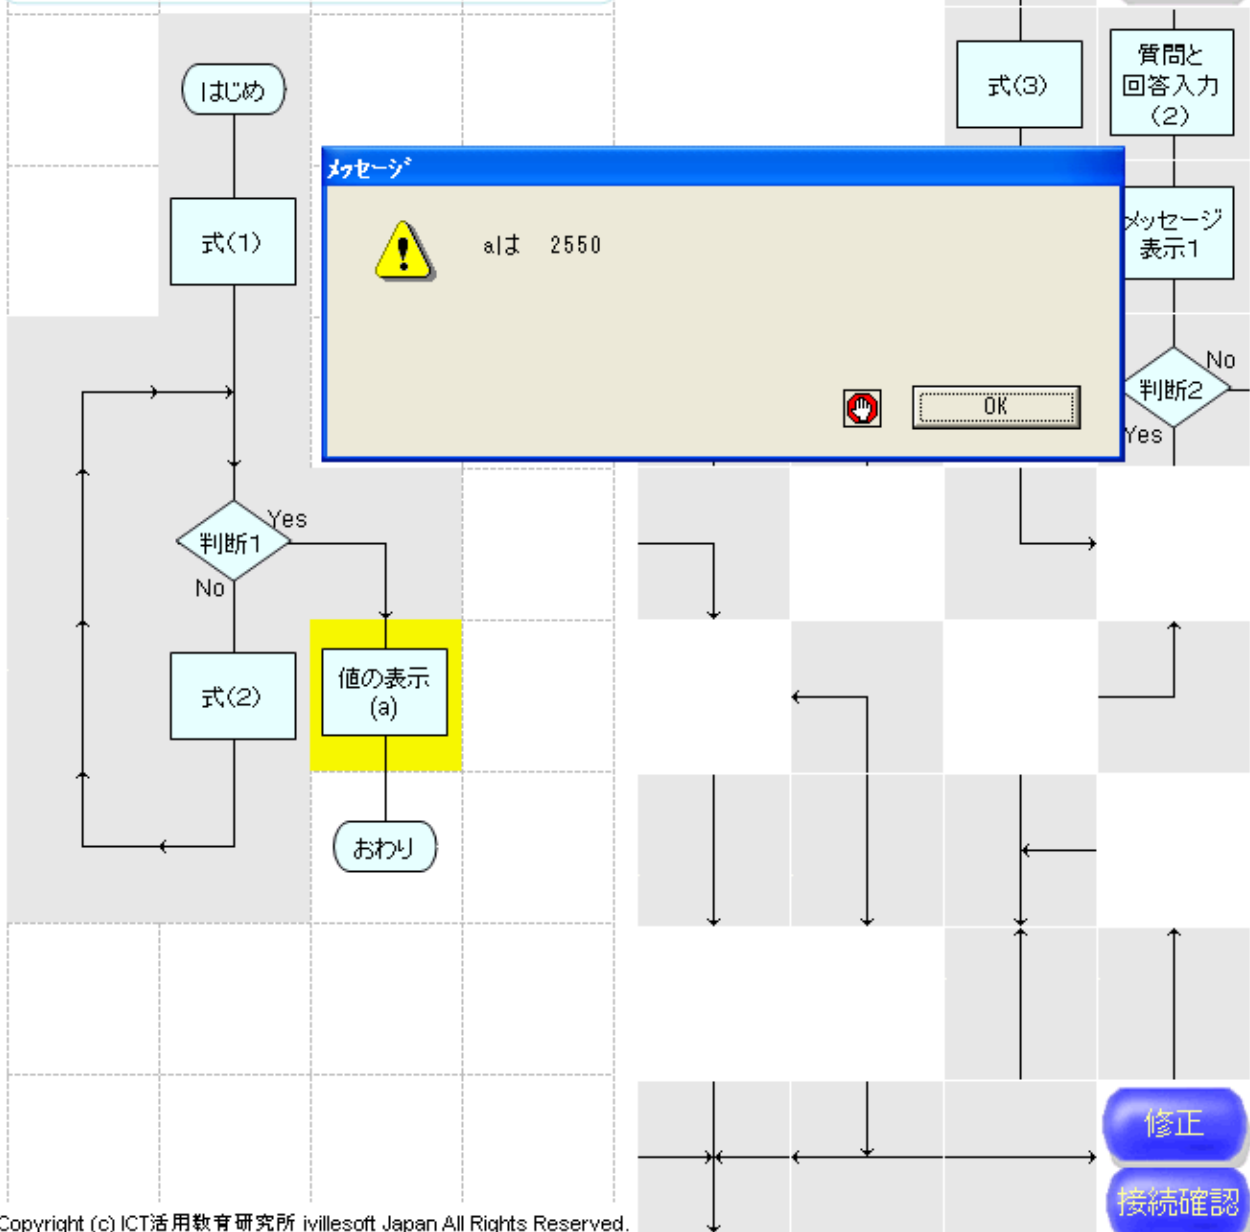 はじめ
式(1)
判断1
Yes
No
式(2)
値の表示
(a)
おわり
メッセージ
aは 2550
OK
式(3)
質問と
回答入力
(2)
メッセージ
表示1
判断2
No
Yes
修正
接続確認
Copyright (c) ICT活用教育研究所 ivillesoft Japan All Rights Reserved.